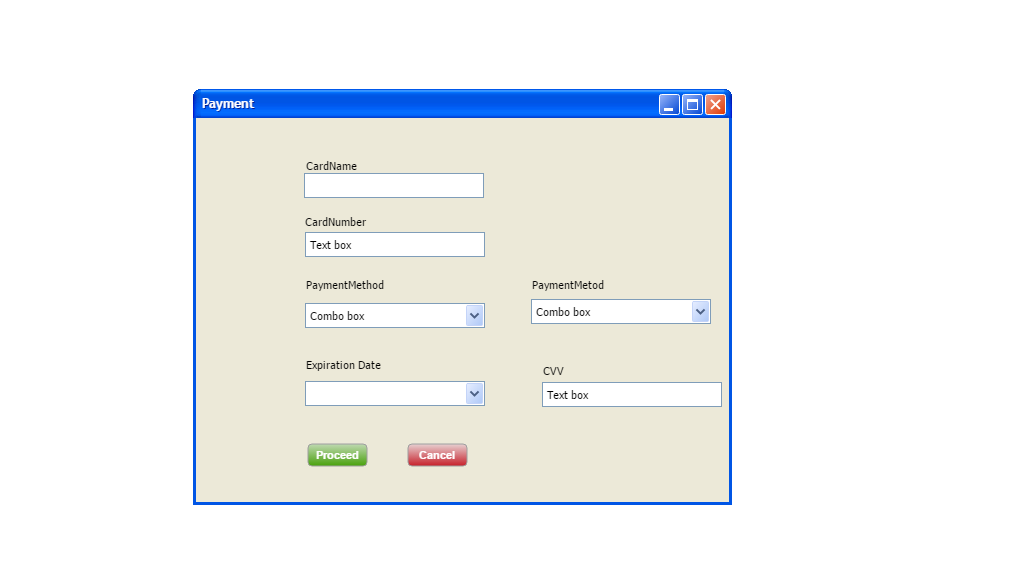 Payment
CardName
CardNumber
Text box
PaymentMethod
PaymentMetod
Combo box
Combo box
Expiration Date
CVV
Text box
Proceed
Cancel